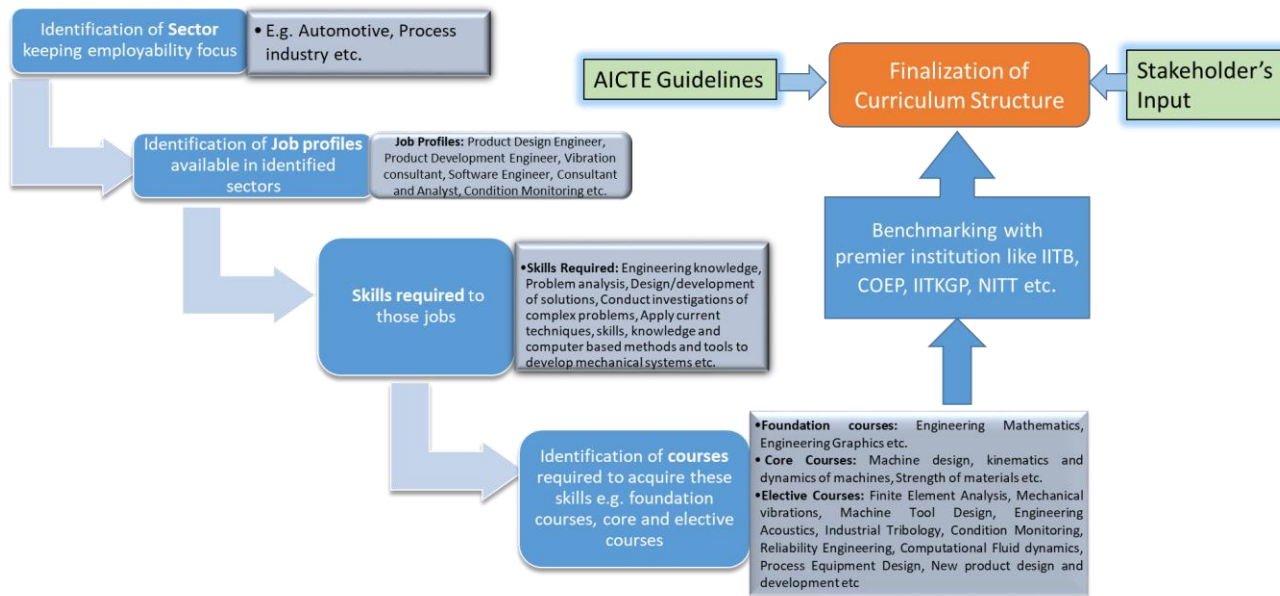 Identification of Sector
keeping employability focus
• E.g. Automotive, Process
industry etc.
AICTE Guidelines
Finalization of
Curriculum Structure
Stakeholder's
Input
Identification of Job profiles
available in identified
sectors
Job Profiles: Product Design Engineer,
Product Development Engineer, Vibration
consultant, Software Engineer, Consultant
and Analyst, Condition Monitoring etc.
Benchmarking with
premier institution like IITB,
COEP, IITKGP, NITT etc.
Skills required to
those jobs
•Skills Required: Engineering knowledge,
Problem analysis, Design/development
of solutions, Conduct investigations of
complex problems, Apply current
techniques, skills, knowledge and
computer based methods and tools to
develop mechanical systems etc.
Identification of courses
required to acquire these
skills e.g. foundation
courses, core and elective
courses
•Foundation courses: Engineering Mathematics,
Engineering Graphics etc.
• Core Courses: Machine design, kinematics and
dynamics of machines, Strength of materials etc.
•Elective Courses: Finite Element Analysis, Mechanical
vibrations, Machine Tool Design, Engineering
Acoustics, Industrial Tribology, Condition Monitoring,
Reliability Engineering, Computational Fluid dynamics,
Process Equipment Design, New product design and
development etc